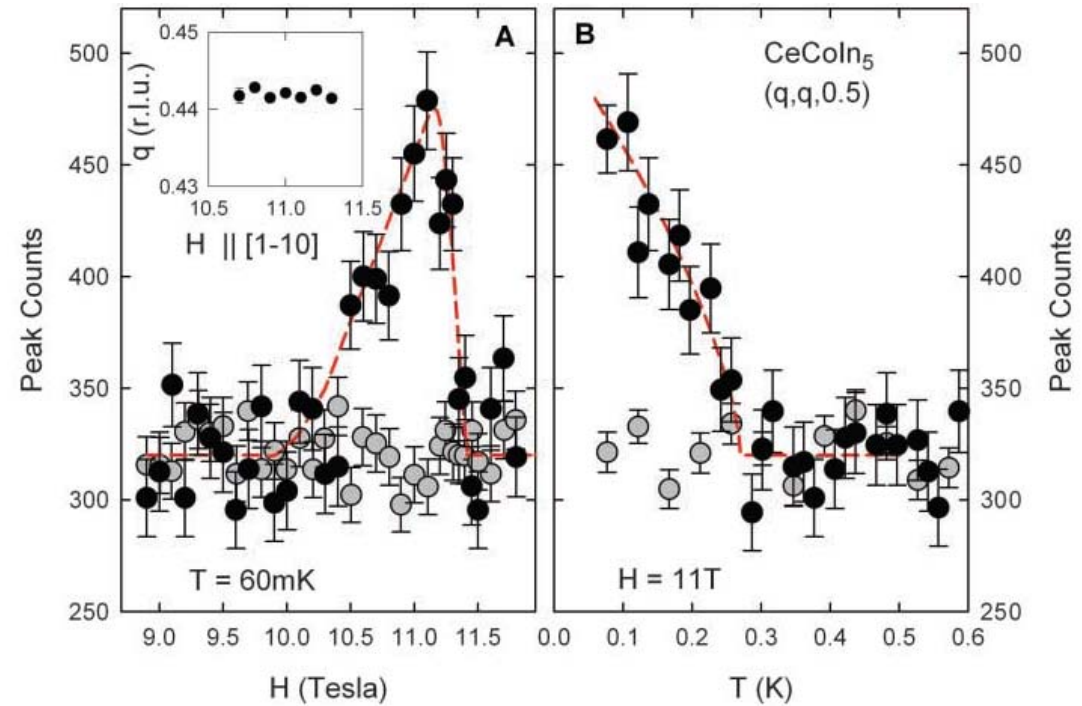 A
B
CeCoIn5
(q,q,0.5)
500
450
400
350
300
250
Peak Counts
0.45
0.44
0.43
q (r.l.u.)
10.5 11.0 11.5
H || [1-10]
T = 60mK
H = 11T
9.0 9.5 10.0 10.5 11.0 11.5
H (Tesla)
0.0 0.1 0.2 0.3 0.4 0.5 0.6
T (K)
500
450
400
350
300
250
Peak Counts